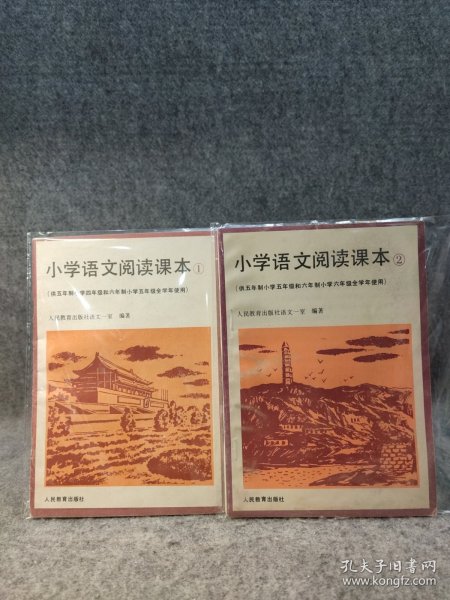 小学语文阅读课本①
(供五年制小学四年级和六年制小学五年级全学年使用)
人民教育出版社语文一室 编著
人民教育出版社
小学语文阅读课本②
(供五年制小学五年级和六年制小学六年级全学年使用)
人民教育出版社语文一室 编著
人民教育出版社
孔夫子旧书网
www.kongfz.com